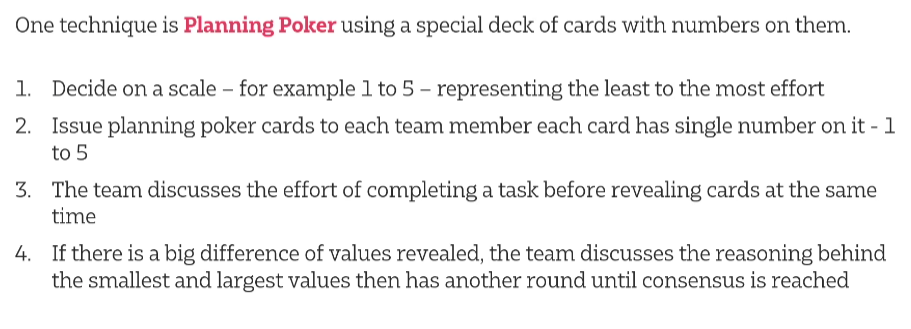 One technique is Planning Poker using a special deck of cards with numbers on them.
1. Decide on a scale – for example 1 to 5 – representing the least to the most effort
2. Issue planning poker cards to each team member each card has single number on it - 1
to 5
3. The team discusses the effort of completing a task before revealing cards at the same
time
4. If there is a big difference of values revealed, the team discusses the reasoning behind
the smallest and largest values then has another round until consensus is reached